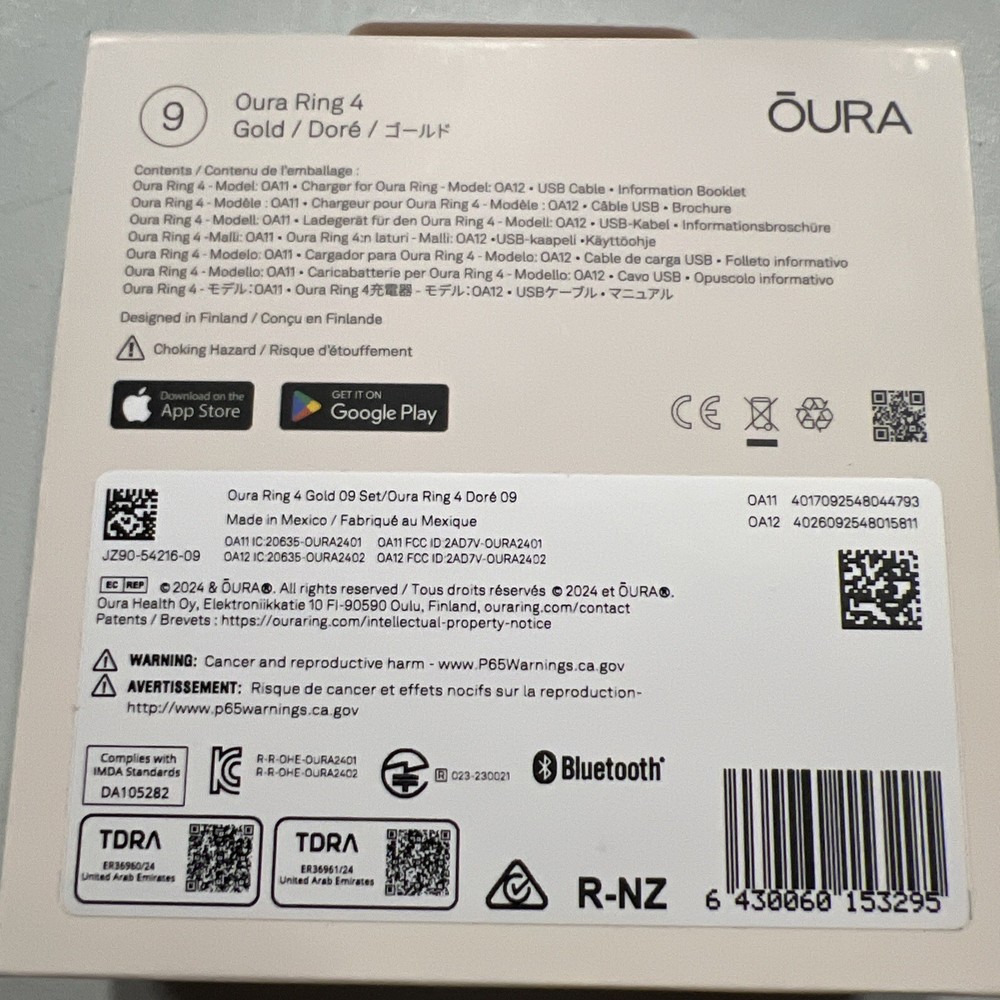 9
Oura Ring 4
Gold / Doré / ゴールド
ŌURA
Contents / Contenu de l'emballage :
Oura Ring 4 - Model: OA11 • Charger for Oura Ring - Model: OA12 • USB Cable • Information Booklet
Oura Ring 4 - Modèle : OA11 • Chargeur pour Oura Ring 4 - Modèle : OA12 • Câble USB • Brochure
Oura Ring 4 - Modell: OA11 • Ladegerät für den Oura Ring 4 - Modell: OA12 • USB-Kabel • Informationsbroschüre
Oura Ring 4 -Malli: OA11 • Oura Ring 4:n laturi - Malli: OA12 •USB-kaapeli •Käyttöohje
Oura Ring 4 - Modelo: OA11 • Cargador para Oura Ring 4 - Modelo: OA12 • Cable de carga USB • Folleto informativo
Oura Ring 4 - Modello: OA11 • Caricabatterie per Oura Ring 4 - Modello: OA12 • Cavo USB • Opuscolo informativo
Oura Ring 4 - モデル:OA11 • Oura Ring 4充電器 - モデル:OA12 • USBケーブル • マニュアル
Designed in Finland / Conçu en Finlande
Choking Hazard / Risque d'étouffement
Download on the
App Store
GET IT ON
Google Play
CE
Oura Ring 4 Gold 09 Set/Oura Ring 4 Doré 09
Made in Mexico / Fabriqué au Mexique
OA11 IC:20635-OURA2401 OA11 FCC ID:2AD7V-OURA2401
OA12 IC:20635-OURA2402 OA12 FCC ID:2AD7V-OURA2402
JZ90-54216-09
OA11 4017092548044793
OA12 4026092548015811
EC REP © 2024 & ŌURA®. All rights reserved / Tous droits réservés © 2024 et ŌURA®.
Oura Health Oy, Elektroniikkatie 10 FI-90590 Oulu, Finland, ouraring.com/contact
Patents / Brevets : https://ouraring.com/intellectual-property-notice
WARNING: Cancer and reproductive harm - www.P65Warnings.ca.gov
AVERTISSEMENT: Risque de cancer et effets nocifs sur la reproduction-
http://www.p65warnings.ca.gov
Complies with
IMDA Standards
DA105282
R-R-OHE-OURA2401
R-R-OHE-OURA2402
R 023-230021
Bluetooth®
TDRA
ER36960/24
United Arab Emirates
TDRA
ER36961/24
United Arab Emirates
R-NZ
6 430060 153295